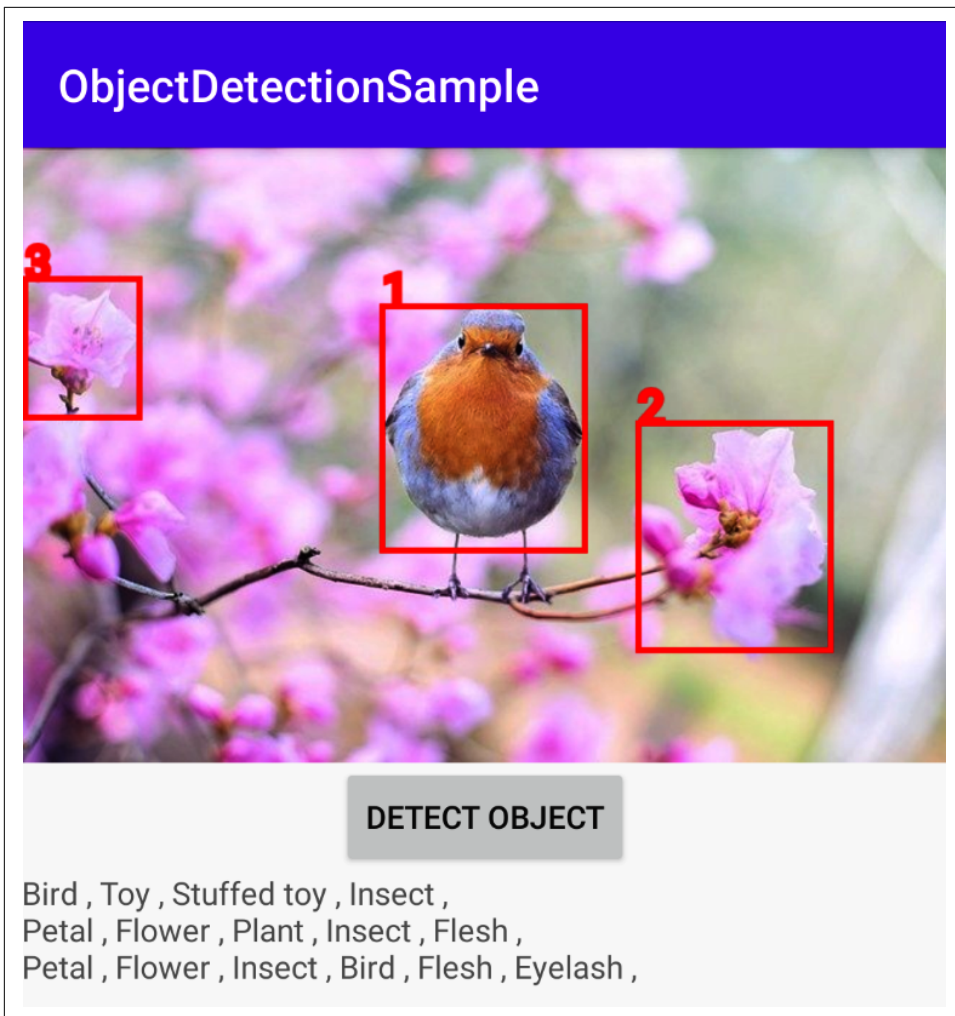 ObjectDetectionSample
3
1
2
DETECT OBJECT
Bird , Toy , Stuffed toy , Insect ,
Petal , Flower , Plant , Insect , Flesh ,
Petal , Flower , Insect , Bird , Flesh , Eyelash ,